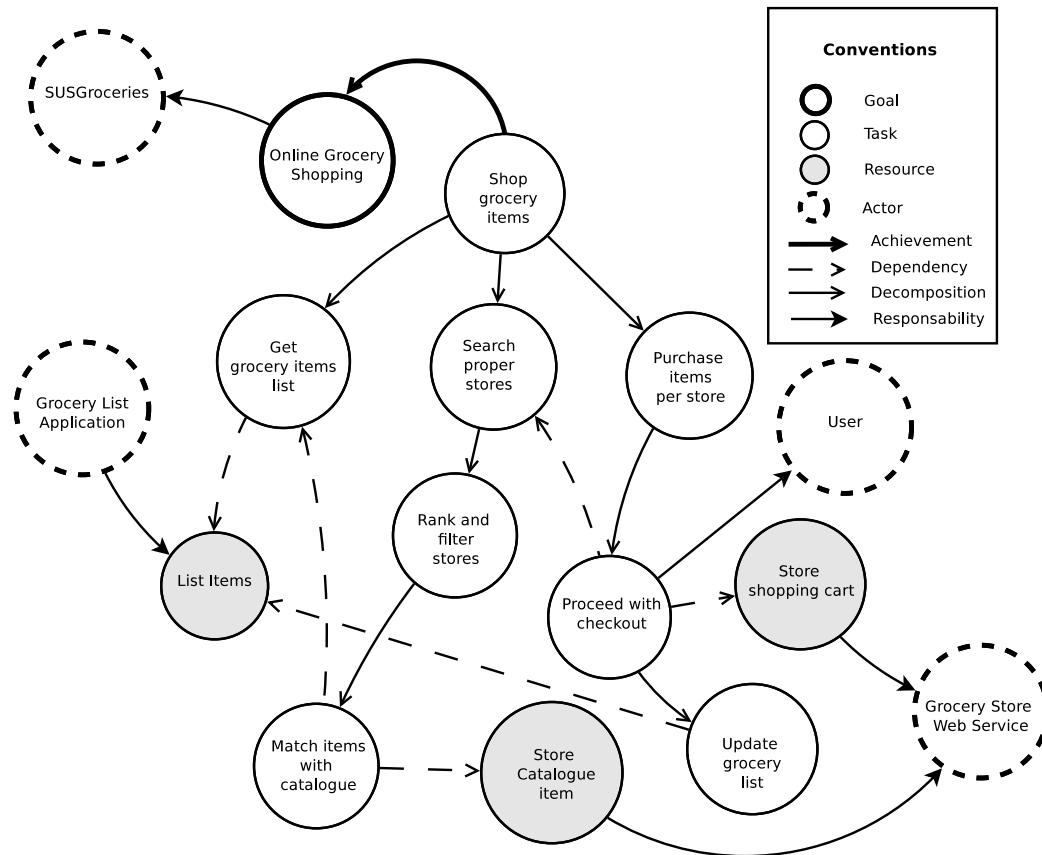 SUSGroceries
Online Grocery
Shopping
Shop
grocery
items
Get
grocery items
list
Search
proper
stores
Purchase
items
per store
Grocery List
Application
User
Rank and
filter
stores
List Items
Proceed with
checkout
Store
shopping cart
Grocery Store
Web Service
Match items
with
catalogue
Store
Catalogue
item
Update
grocery
list
Conventions
Goal
Task
Resource
Actor
Achievement
Dependency
Decomposition
Responsability